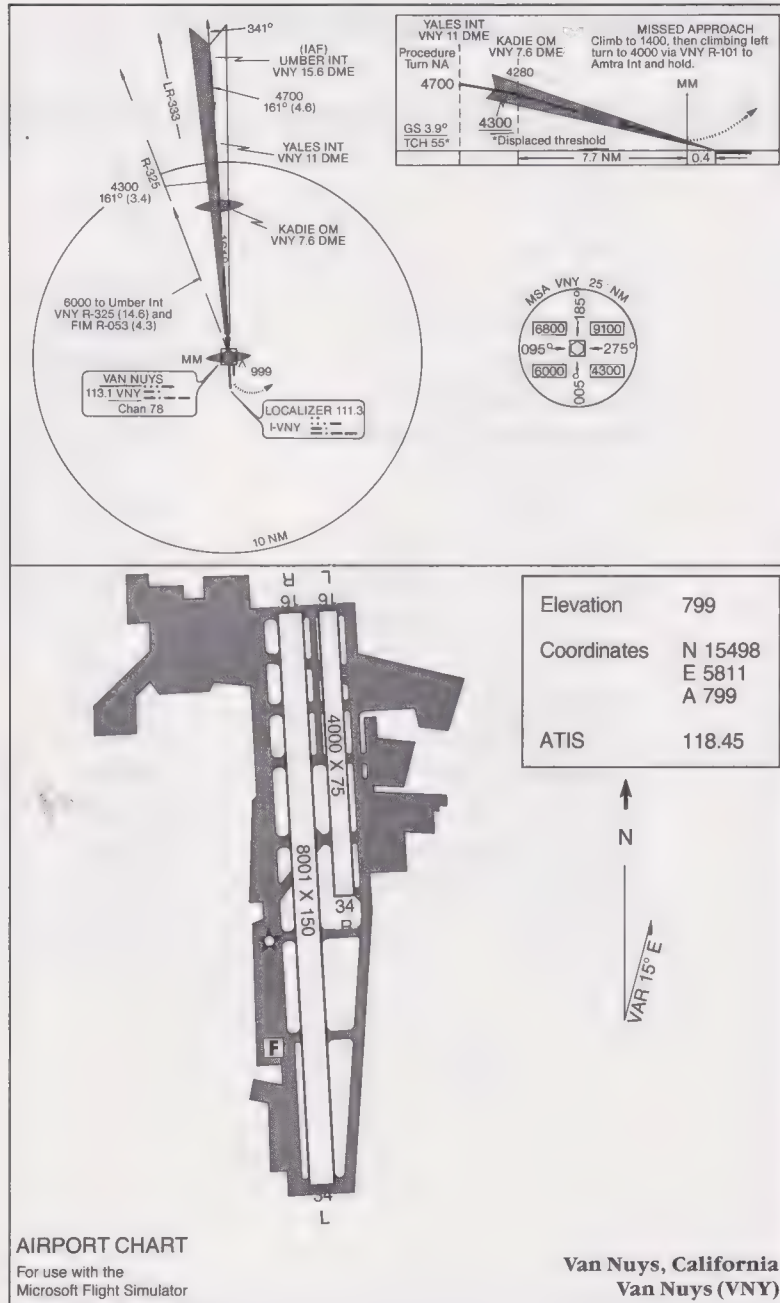 341°
(IAF)
UMBER INT
VNY 15.6 DME
LR-333
4700
161° (4.6)
R-325
YALES INT
VNY 11 DME
4300
161° (3.4)
KADIE OM
VNY 7.6 DME
6000 to Umber Int
VNY R-325 (14.6) and
FIM R-053 (4.3)
MM
999
VAN NUYS
113.1 VNY
Chan 78
LOCALIZER 111.3
I-VNY
10 NM
YALES INT
VNY 11 DME
Procedure
Turn NA
4700
KADIE OM
VNY 7.6 DME
4280
MISSED APPROACH
Climb to 1400, then climbing left
turn to 4000 via VNY R-101 to
Amtra Int and hold.
MM
4300
*Displaced threshold
GS 3.9°
TCH 55*
7.7 NM
0.4
MSA VNY 25 NM
185°
6800
9100
095°
275°
6000
4300
005°
R
L
16
16
4000 X 75
8001 X 150
34
R
F
34
L
Elevation 799
Coordinates N 15498
E 5811
A 799
ATIS 118.45
N
VAR 15° E
AIRPORT CHART
For use with the
Microsoft Flight Simulator
Van Nuys, California
Van Nuys (VNY)